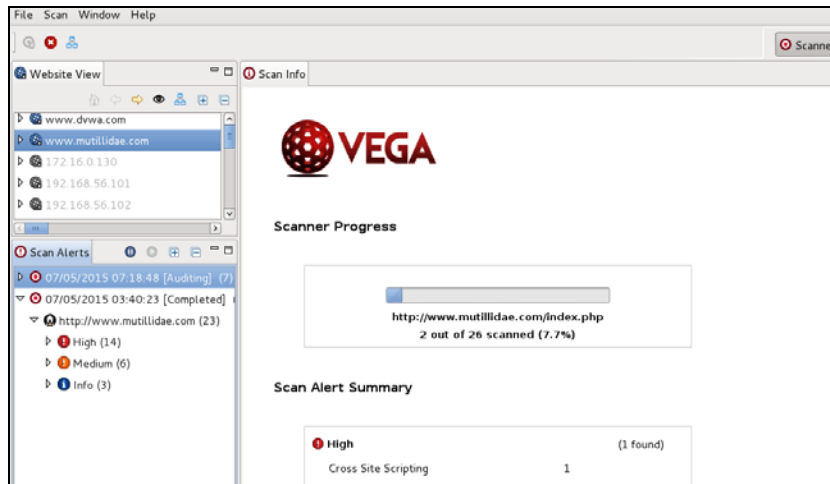 File Scan Window Help
Scanne
Website View
Scan Info
www.dvwa.com
www.mutillidae.com
172.16.0.130
192.168.56.101
192.168.56.102
VEGA
Scanner Progress
Scan Alerts
07/05/2015 07:18:48 [Auditing] (7)
07/05/2015 03:40:23 [Completed] (
http://www.mutillidae.com (23)
High (14)
Medium (6)
Info (3)
http://www.mutillidae.com/index.php
2 out of 26 scanned (7.7%)
Scan Alert Summary
High (1 found)
Cross Site Scripting 1